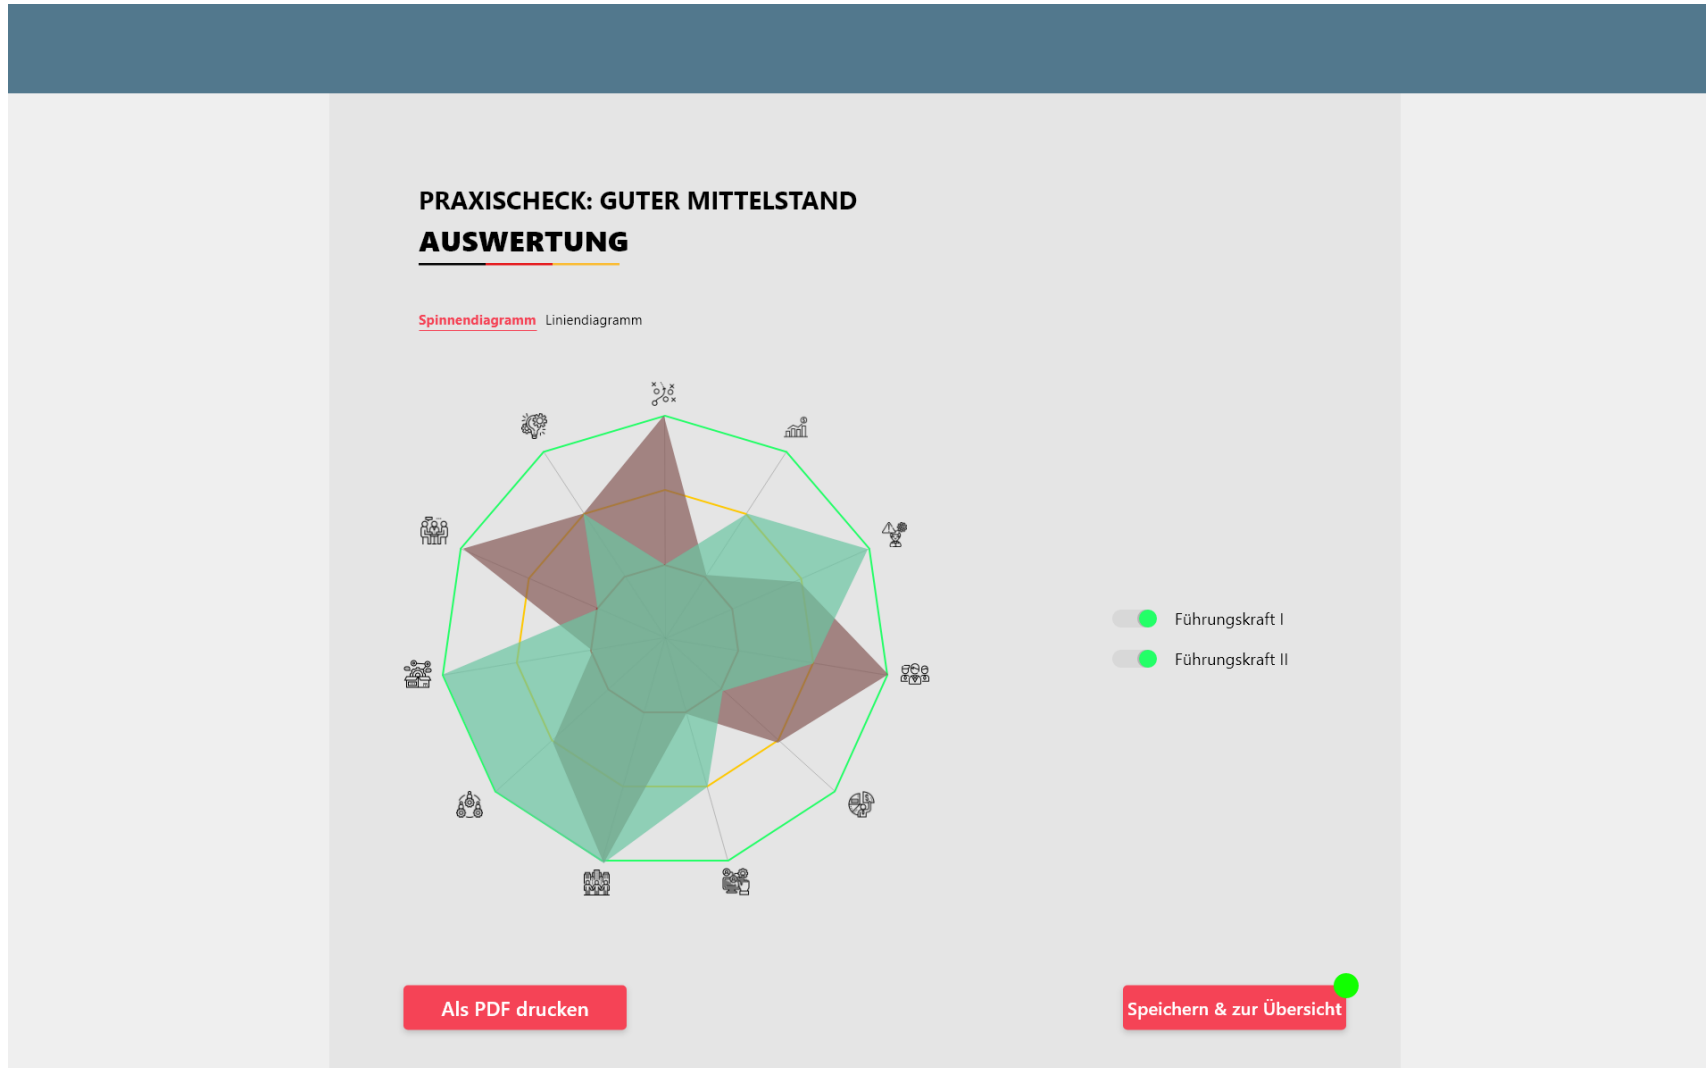 PRAXISCHECK: GUTER MITTELSTAND
AUSWERTUNG
Spinnendiagramm Liniendiagramm
Führungskraft I
Führungskraft II
Als PDF drucken
Speichern & zur Übersicht